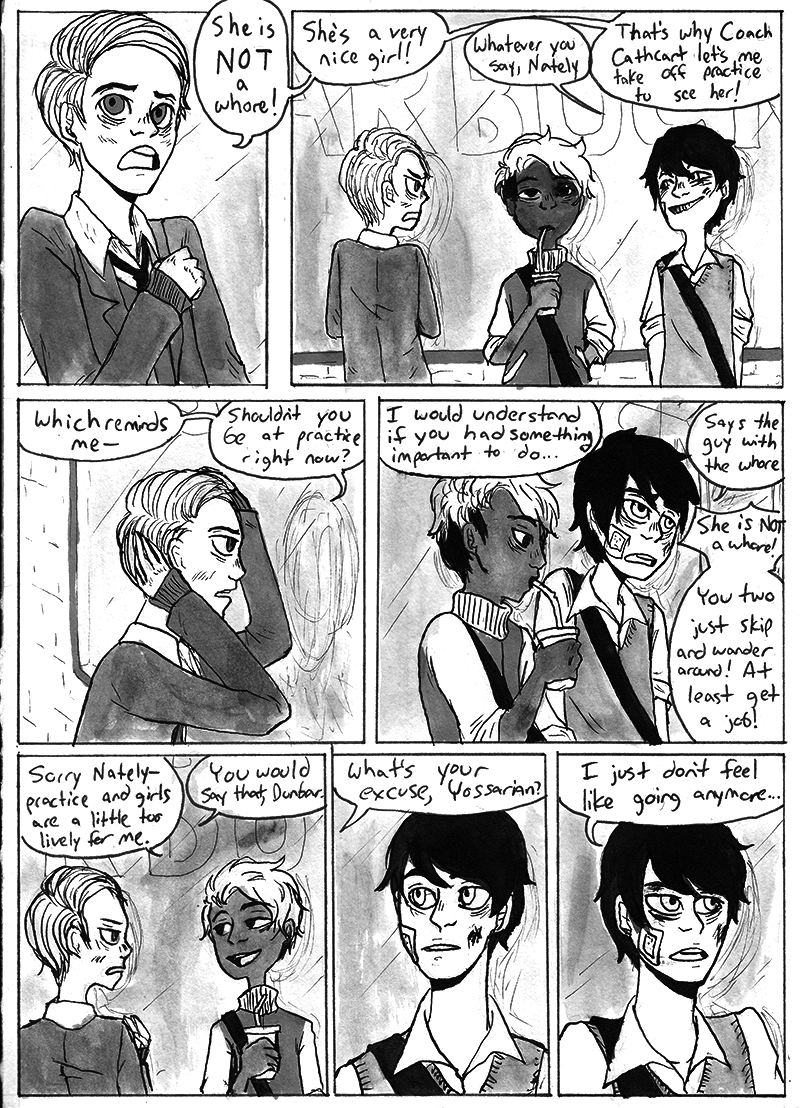 She is
NOT
a
whore!
She's a very
nice girl!
Whatever you
say, Nately
That's why Coach
Cathcart let's me
take off practice
to see her!
Which reminds
me—
Shouldn't you
be at practice
right now?
I would understand
if you had something
important to do...
Says the
guy with
the whore
She is NOT
a whore!
You two
just skip
and wander
around! At
least get
a job!
Sorry Nately—
practice and girls
are a little too
lively for me.
You would
say that, Dunbar.
What's your
excuse, Yossarian?
I just don't feel
like going anymore...